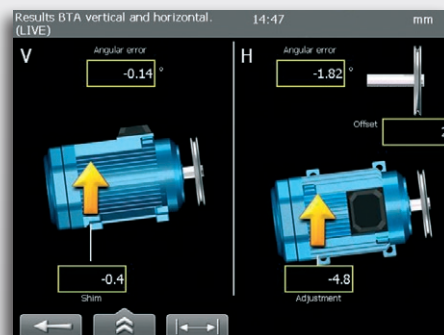 Results BTA vertical and horizontal.
(LIVE)
14:47
mm
V
Angular error
-0.14 °
H
Angular error
-1.82 °
Offset
-0.4
Shim
-4.8
Adjustment